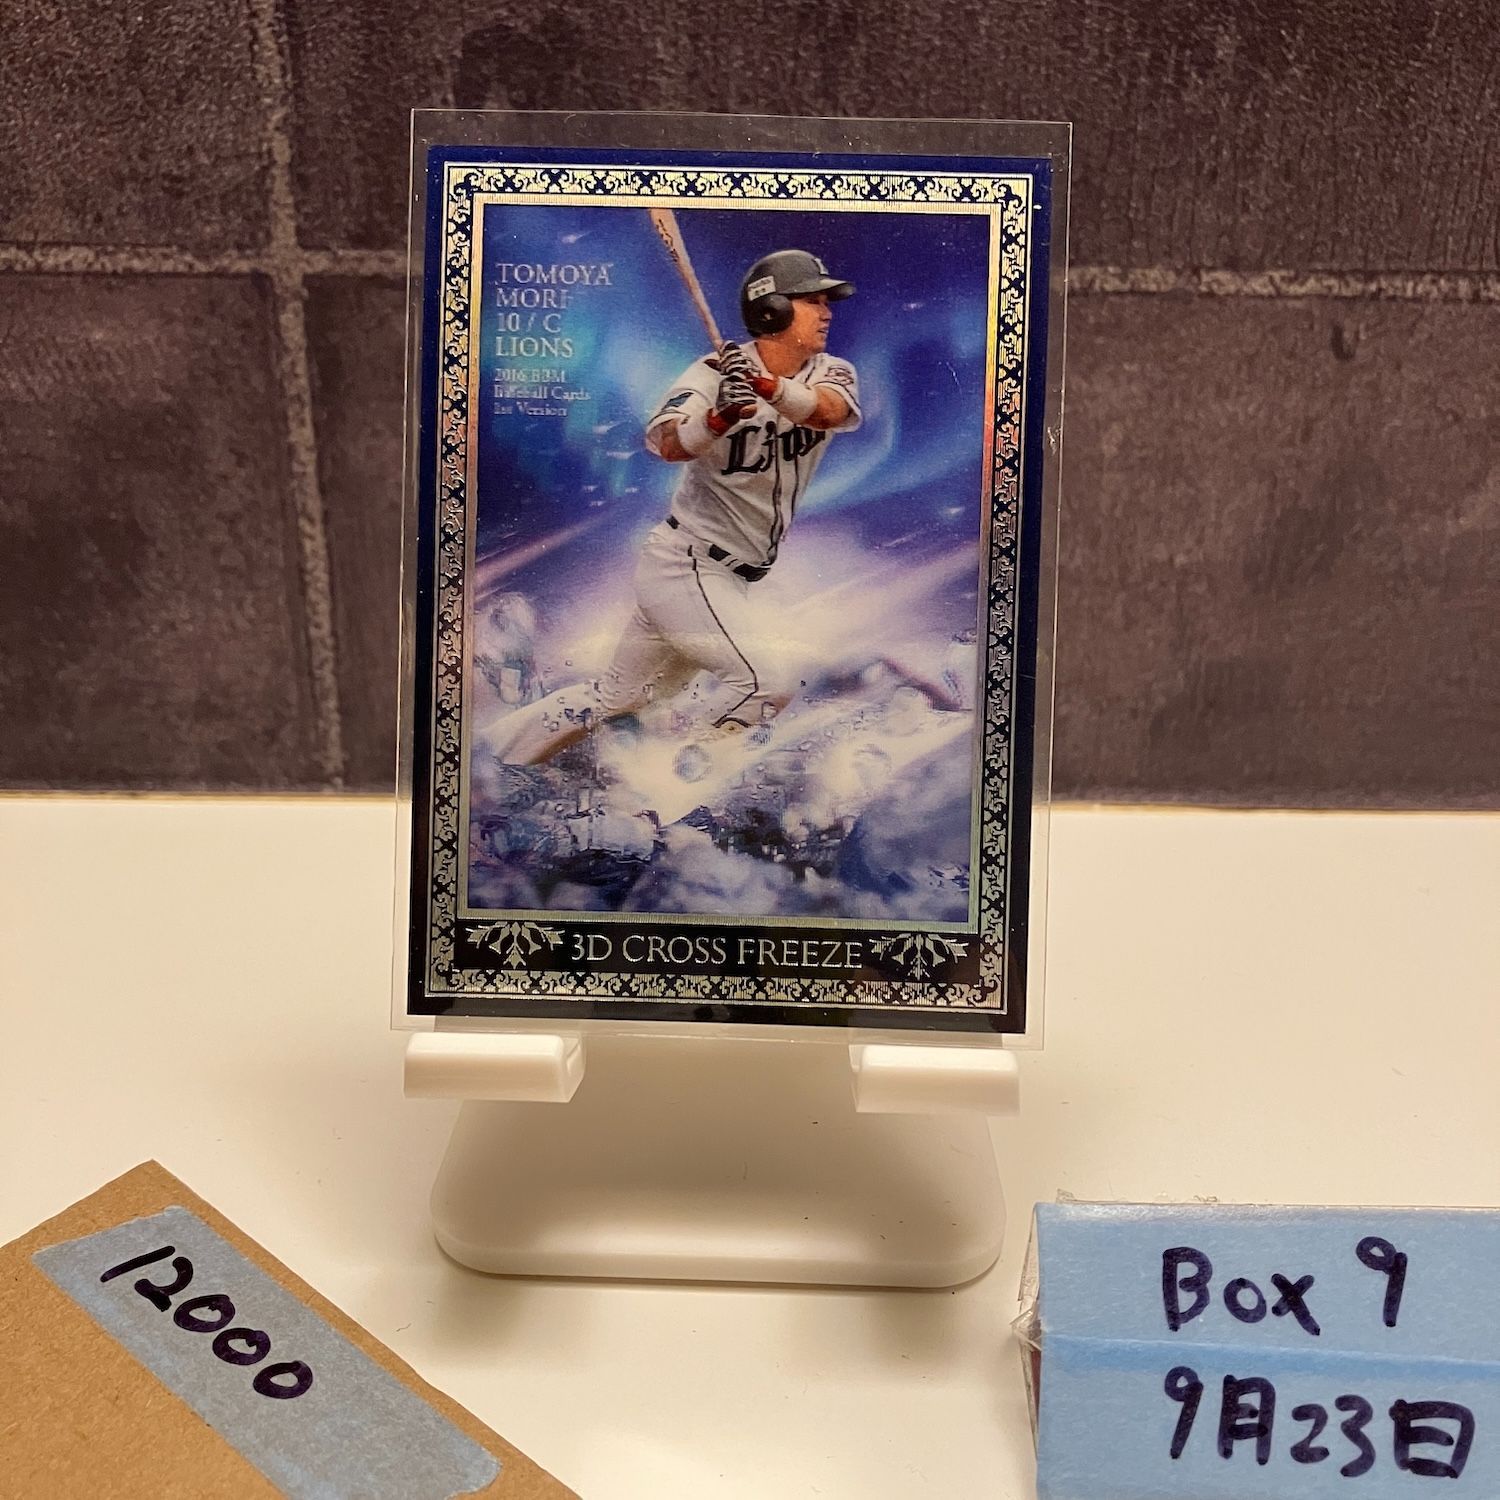 TOMOYA
MORI
10 / C
LIONS
2016 BBM
Baseball Cards
1st Version
Lions
3D CROSS FREEZE
12000
Box 9
9月23日